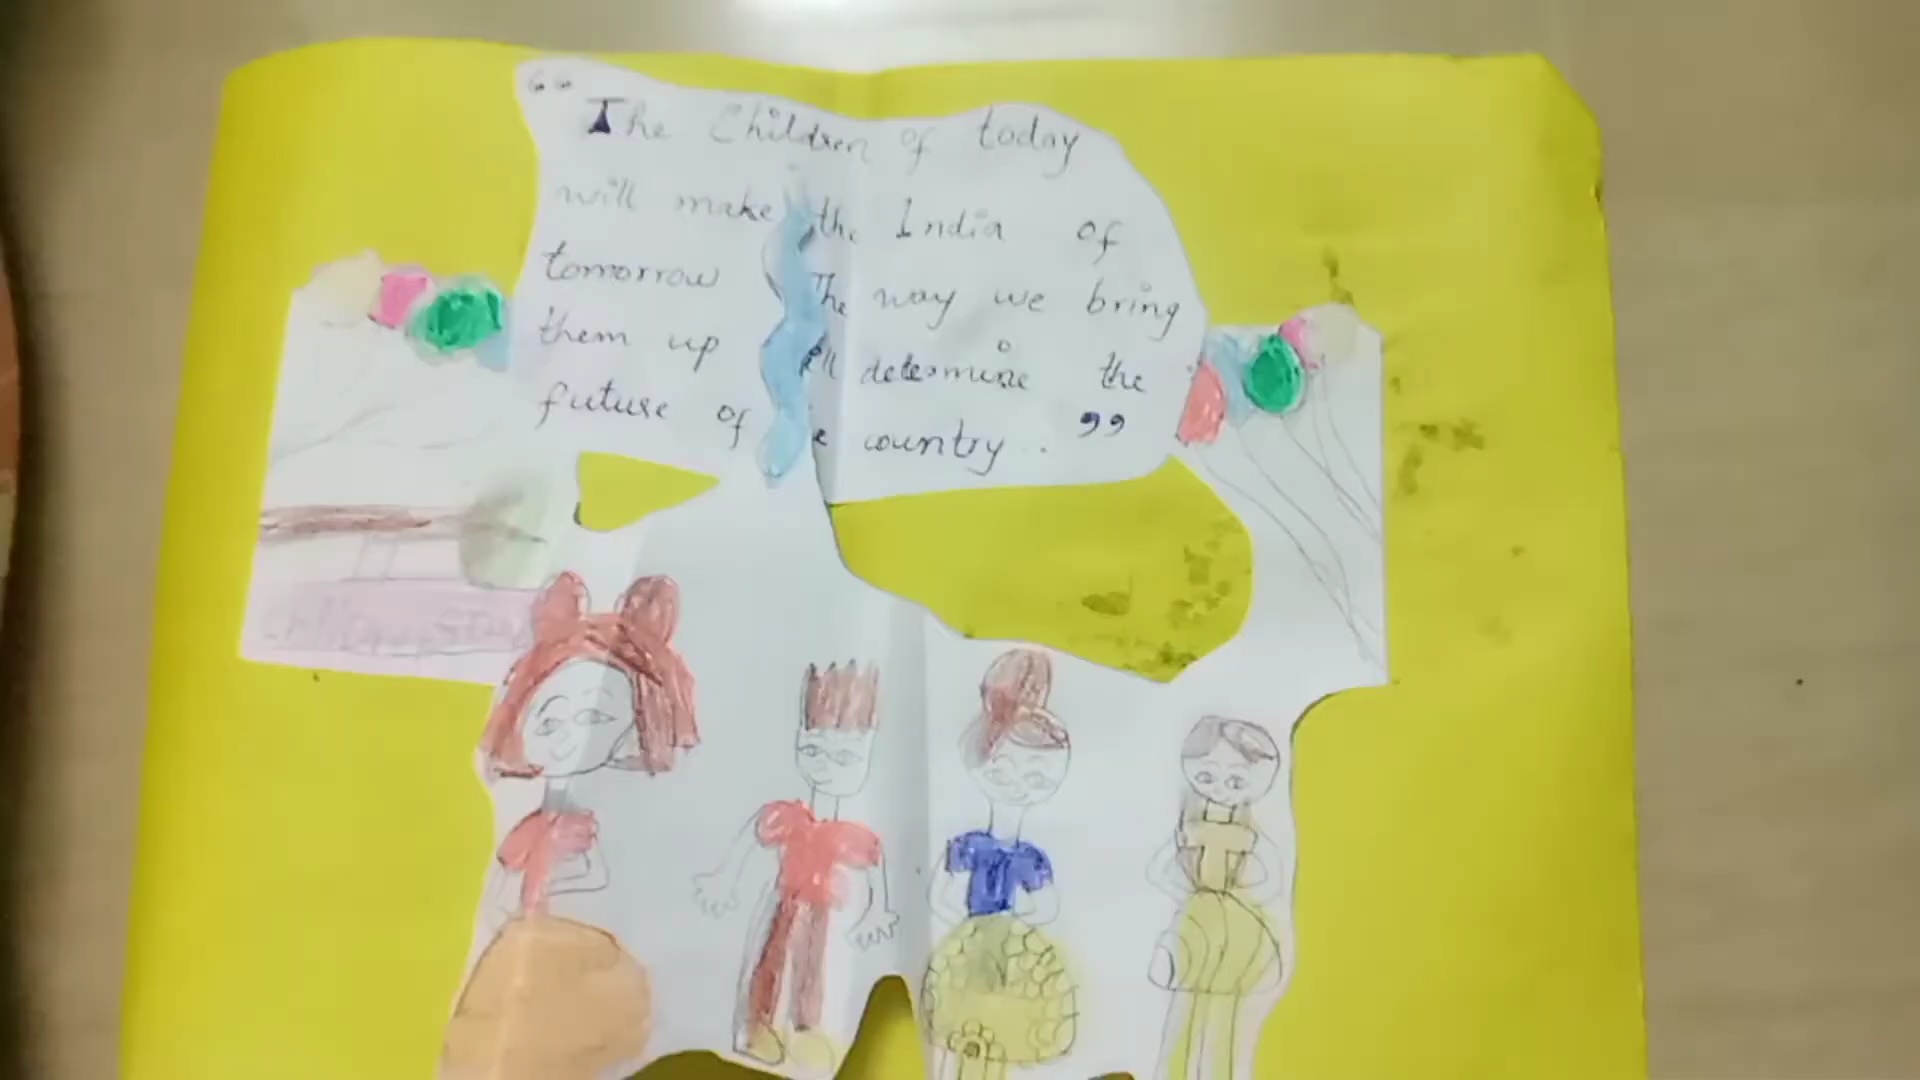 “ The Children of today
will make the India of
tomorrow The way we bring
them up ll determine the
future of e country .. ”